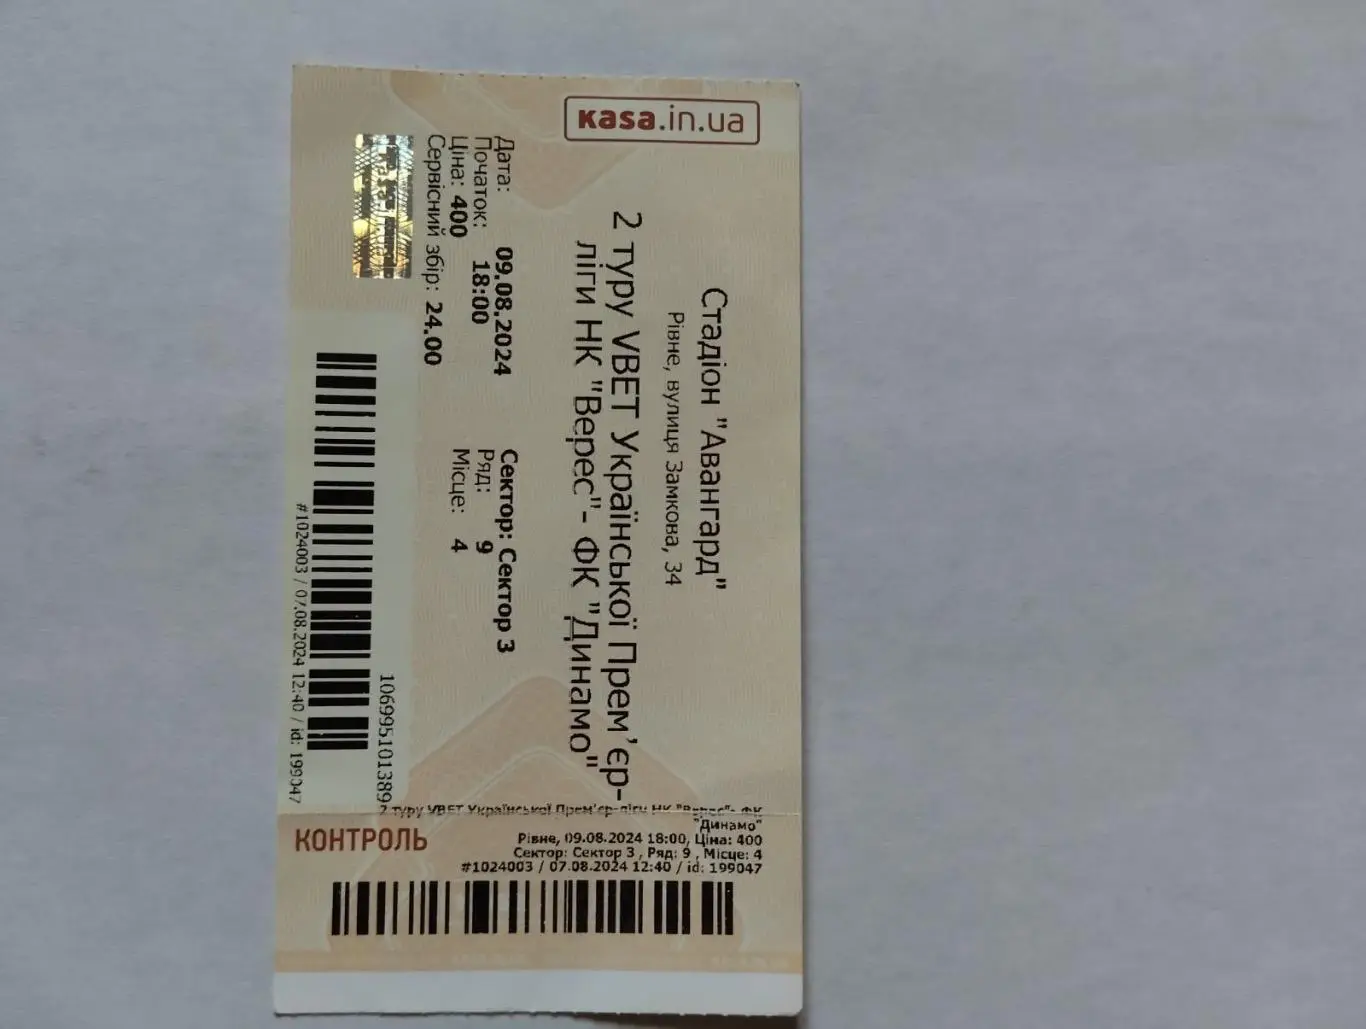 кasa.in.ua
Стадіон "Авангард"
Рівне, вулиця Замкова, 34
2 туру VBET Української Прем'єр-
ліги НК "Верес"- ФК "Динамо"
Дата: 09.08.2024
Початок: 18:00
Ціна: 400
Сервісний збір: 24.00
Сектор: Сектор 3
Ряд: 9
Місце: 4
106995101389
#1024003 / 07.08.2024 12:40 / id: 199047
2 туру VBET Української Прем'єр-ліги НК "Верес"- ФК
"Динамо"
КОНТРОЛЬ
Рівне, 09.08.2024 18:00, Ціна: 400
Сектор: Сектор 3 , Ряд: 9 , Місце: 4
#1024003 / 07.08.2024 12:40 / id: 199047